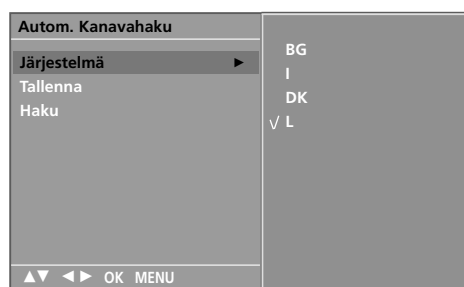 Autom. Kanavahaku
Järjestelmä ►
Tallenna
Haku
▲▼ ◄► OK MENU
BG
I
DK
√ L